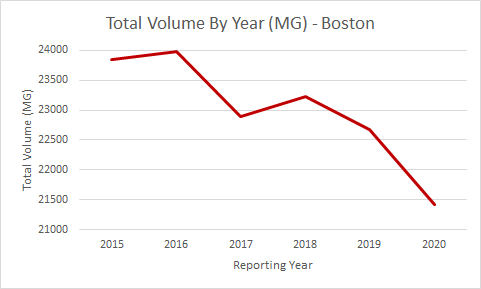 Total Volume By Year (MG) - Boston
24000
23500
23000
22500
22000
21500
21000
Total Volume (MG)
2015 2016 2017 2018 2019 2020
Reporting Year